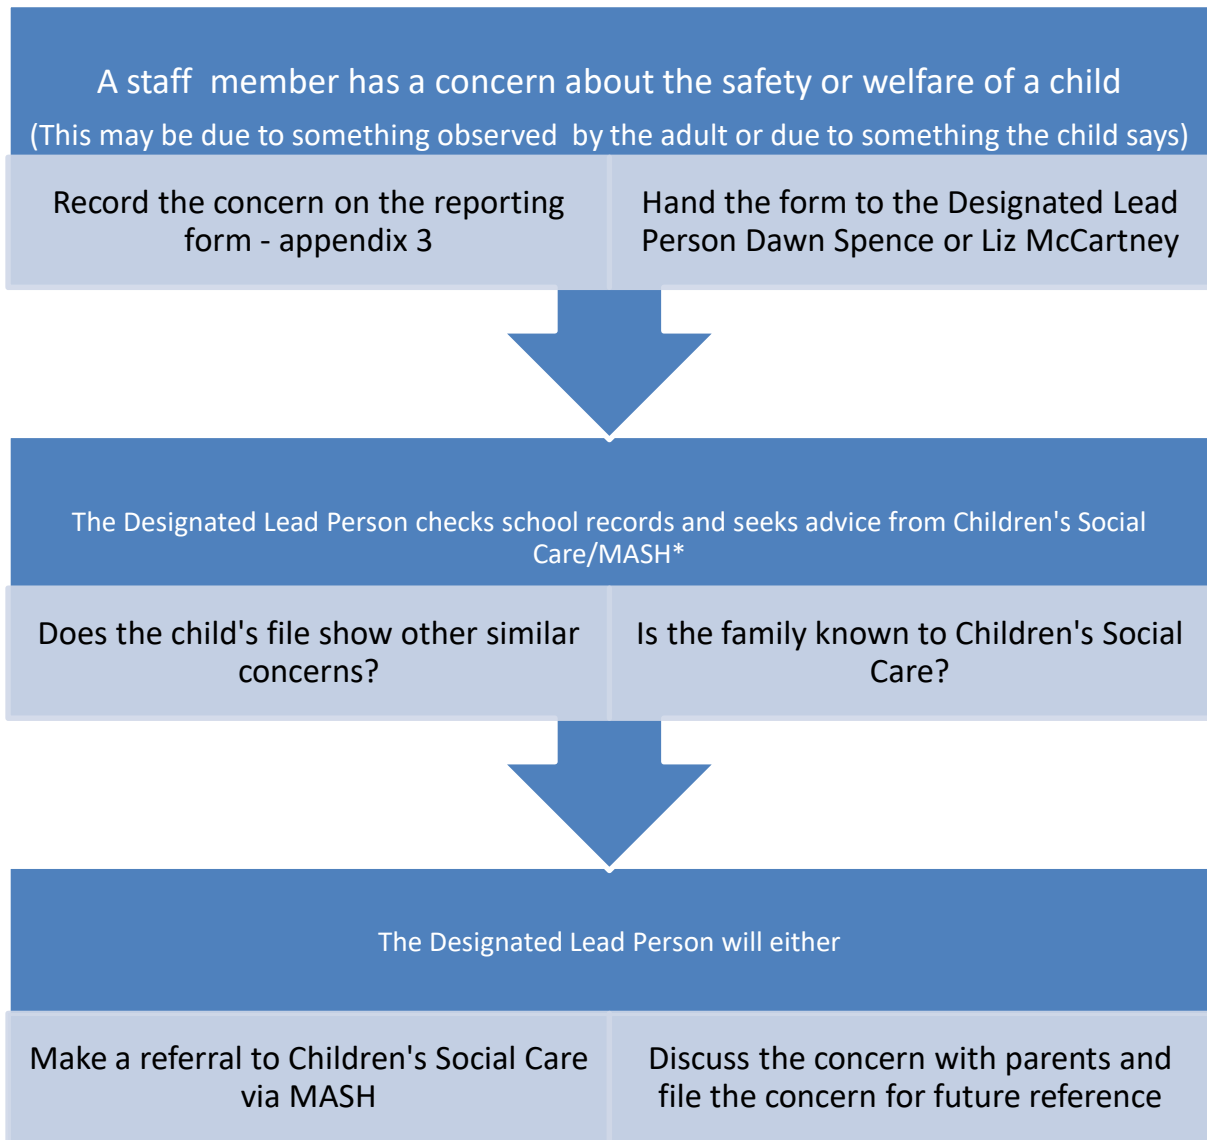 A staff member has a concern about the safety or welfare of a child
(This may be due to something observed by the adult or due to something the child says)
Record the concern on the reporting
form - appendix 3
Hand the form to the Designated Lead
Person Dawn Spence or Liz McCartney
The Designated Lead Person checks school records and seeks advice from Children's Social
Care/MASH*
Does the child's file show other similar
concerns?
Is the family known to Children's Social
Care?
The Designated Lead Person will either
Make a referral to Children's Social Care
via MASH
Discuss the concern with parents and
file the concern for future reference